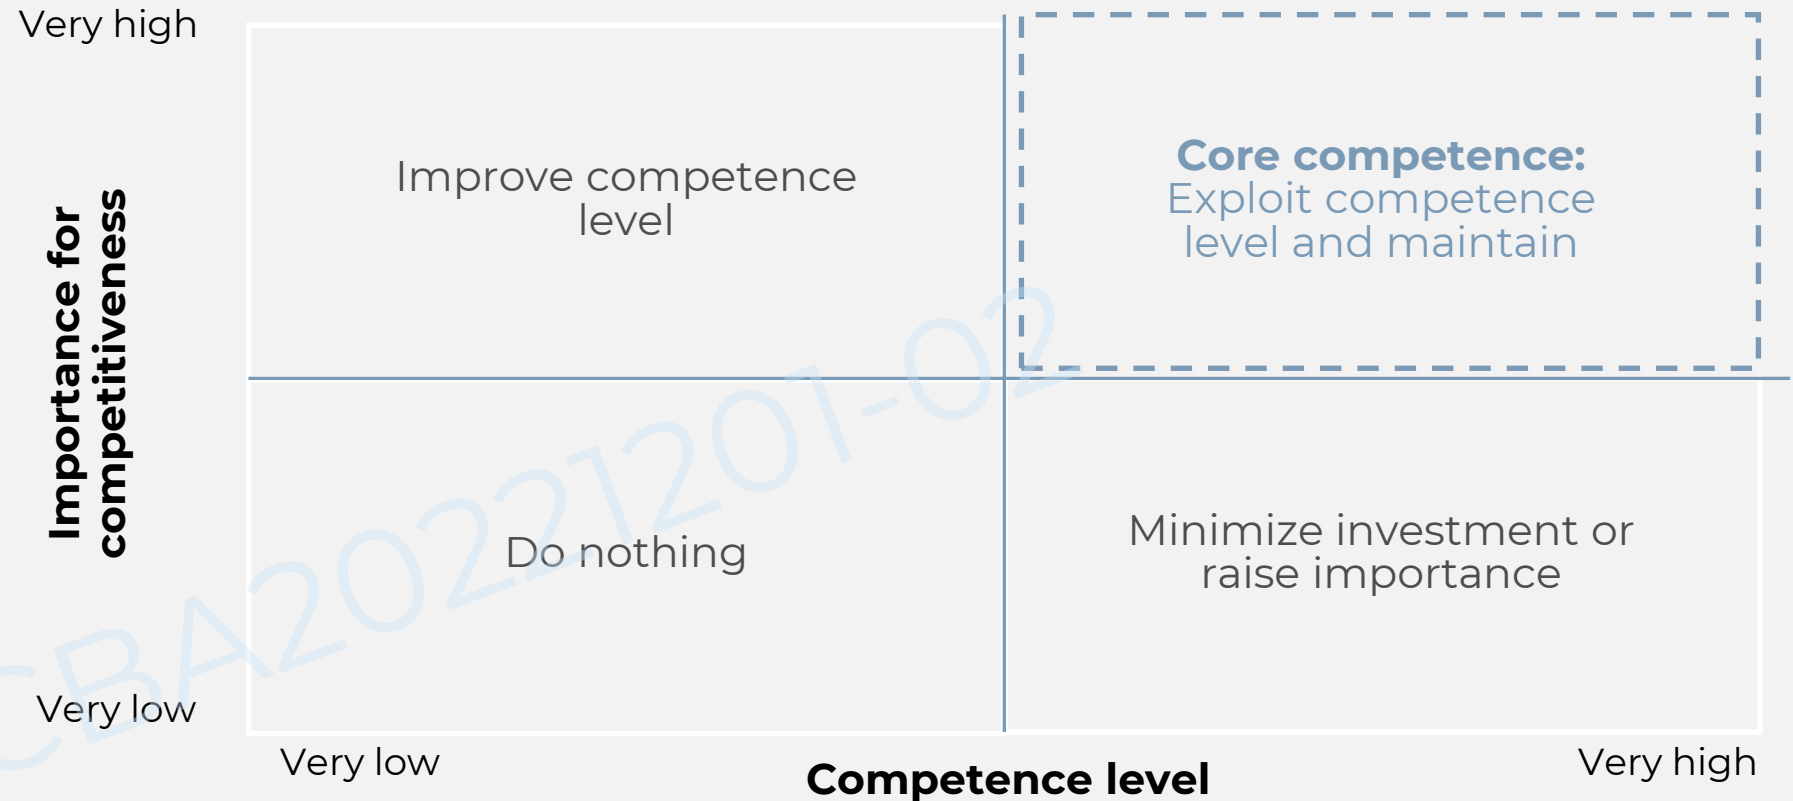 Very high
Improve competence
level
Core competence:
Exploit competence
level and maintain
Importance for
competitiveness
Do nothing
Minimize investment or
raise importance
Very low
Very low
Competence level
Very high
CBA20221201-02